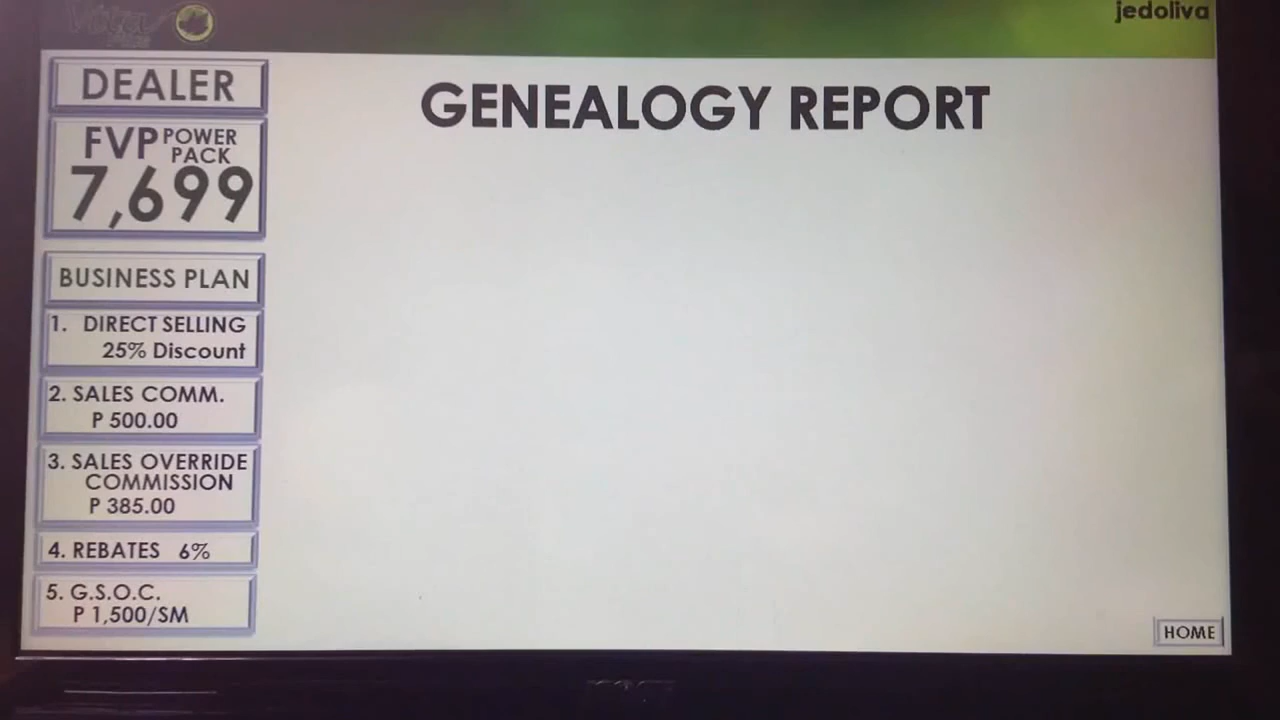 jedoliva
DEALER
FVP POWER
PACK
7,699
BUSINESS PLAN
1. DIRECT SELLING
25% Discount
2. SALES COMM.
P 500.00
3. SALES OVERRIDE
COMMISSION
P 385.00
4. REBATES 6%
5. G.S.O.C.
P 1,500/SM
GENEALOGY REPORT
HOME